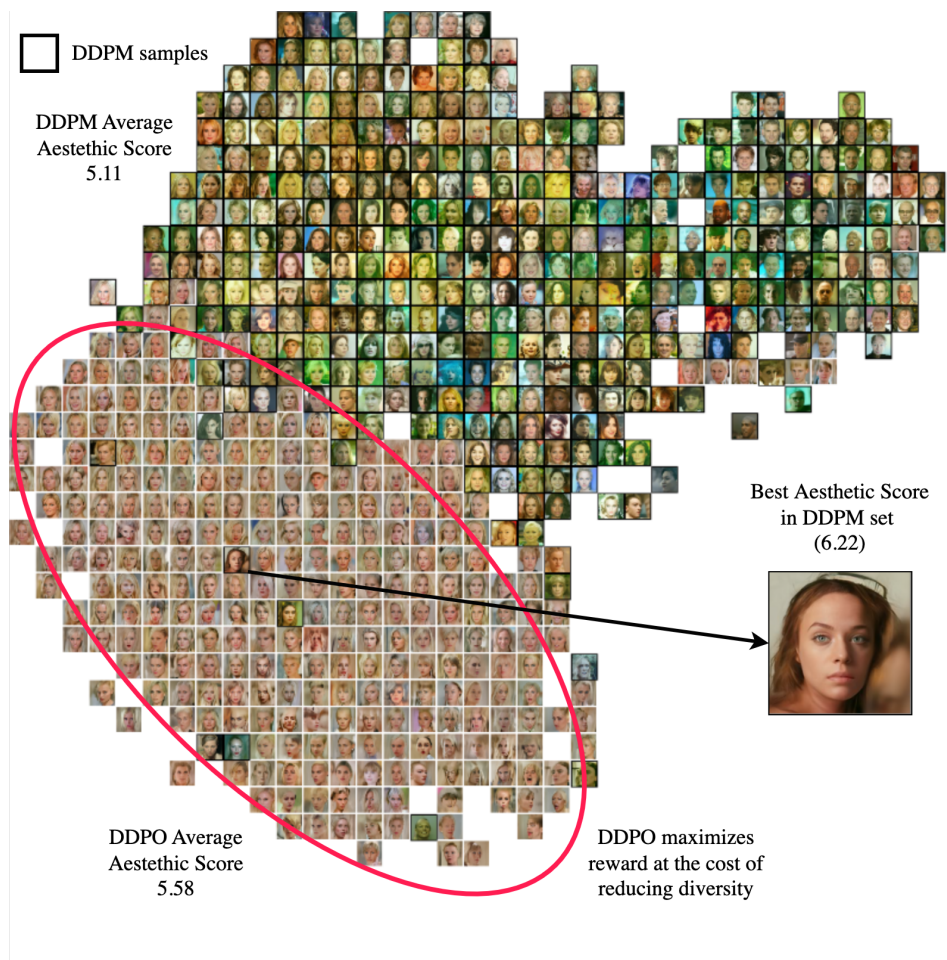 DDPM samples
DDPM Average
Aestethic Score
5.11
Best Aesthetic Score
in DDPM set
(6.22)
DDPO Average
Aestethic Score
5.58
DDPO maximizes
reward at the cost of
reducing diversity